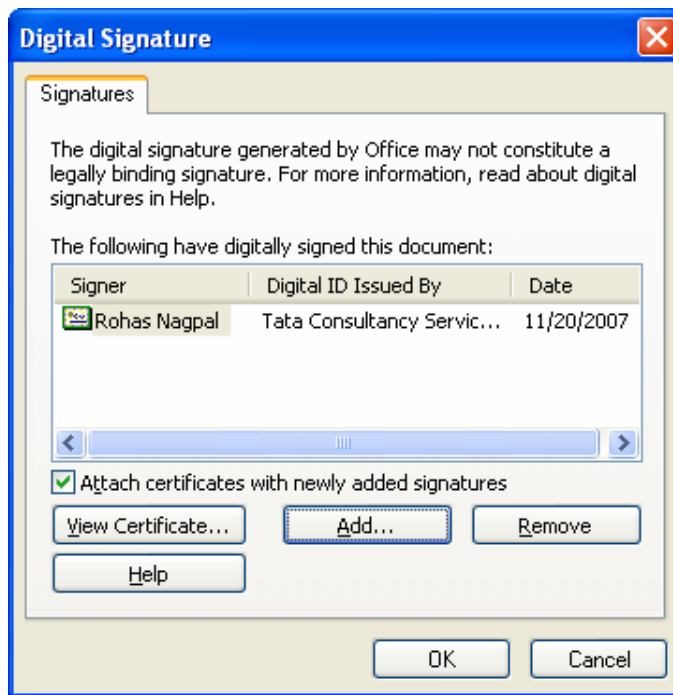 Digital Signature
Signatures
The digital signature generated by Office may not constitute a
legally binding signature. For more information, read about digital
signatures in Help.
The following have digitally signed this document:
Signer Digital ID Issued By Date
Rohas Nagpal Tata Consultancy Servic... 11/20/2007
Attach certificates with newly added signatures
View Certificate... Add... Remove
Help
OK Cancel